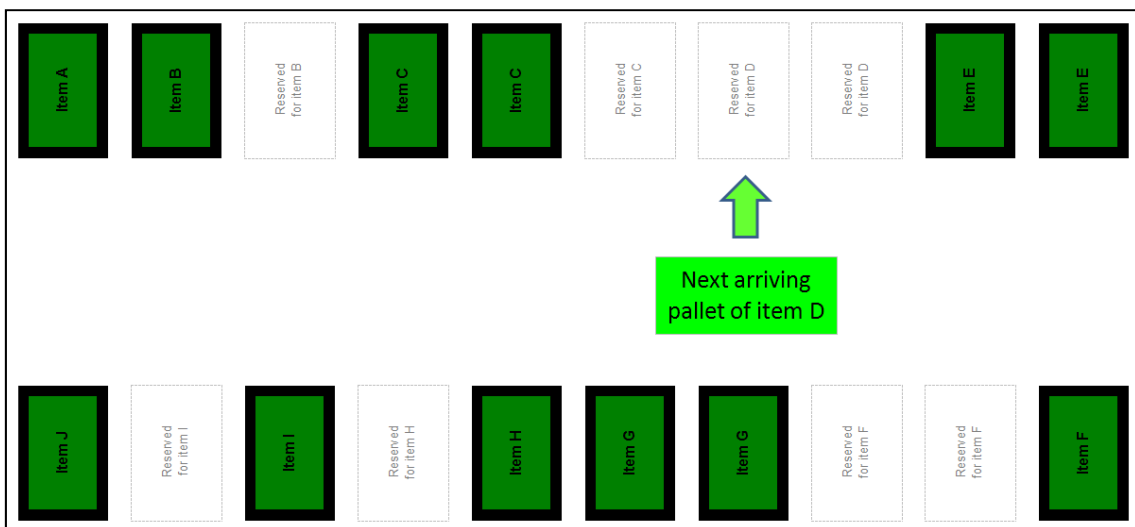 Item A
Item B
Reserved
for item B
Item C
Item C
Reserved
for item C
Reserved
for item D
Reserved
for item D
Item E
Item E
Next arriving
pallet of item D
Item J
Reserved
for item I
Item I
Reserved
for item H
Item H
Item G
Item G
Reserved
for item F
Reserved
for item F
Item F